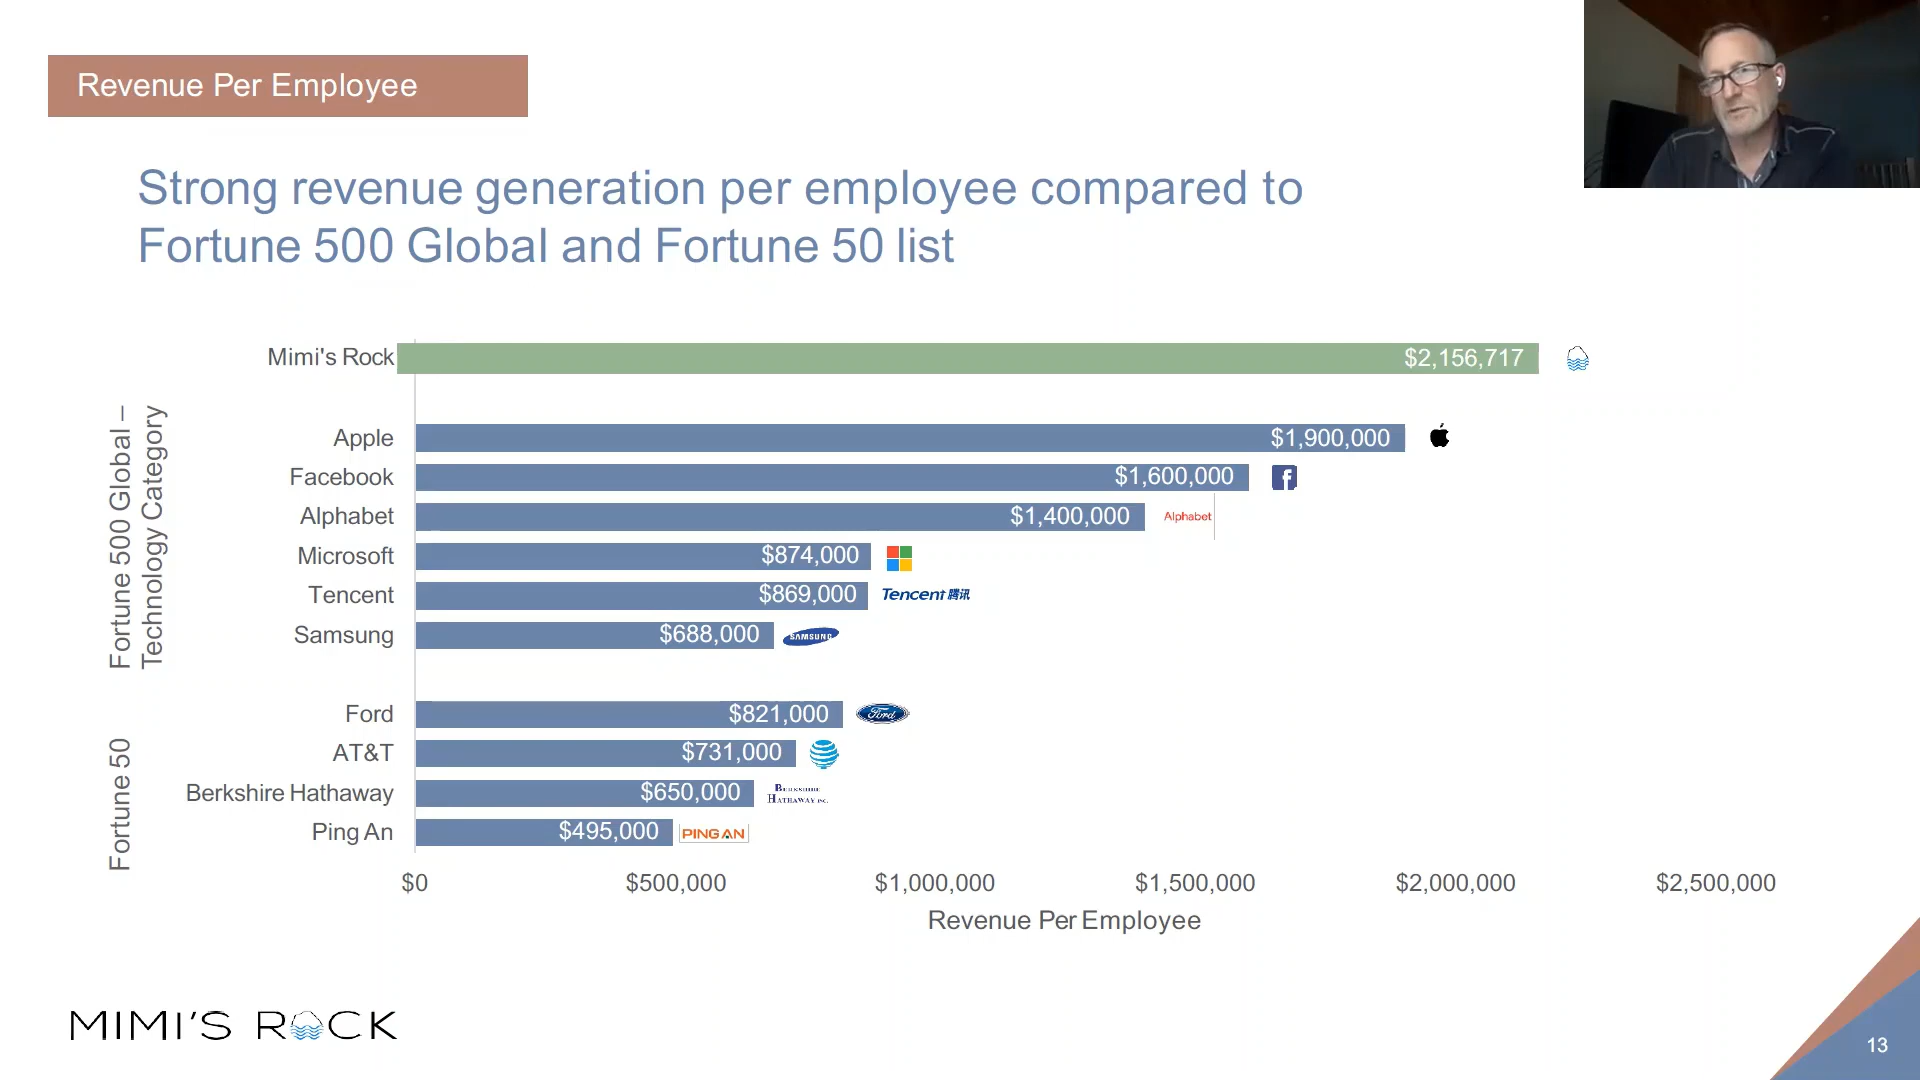 Revenue Per Employee
Strong revenue generation per employee compared to
Fortune 500 Global and Fortune 50 list
Fortune 500 Global –
Technology Category
Mimi's Rock $2,156,717
Apple $1,900,000
Facebook $1,600,000 f
Alphabet $1,400,000 Alphabet
Microsoft $874,000
Tencent $869,000 Tencent 腾讯
Samsung $688,000 SAMSUNG
Fortune 50
Ford $821,000 Ford
AT&T $731,000
Berkshire Hathaway $650,000 BERKSHIRE
HATHAWAY INC.
Ping An $495,000 PING AN
$0 $500,000 $1,000,000 $1,500,000 $2,000,000 $2,500,000
Revenue Per Employee
MIMI'S ROCK
13